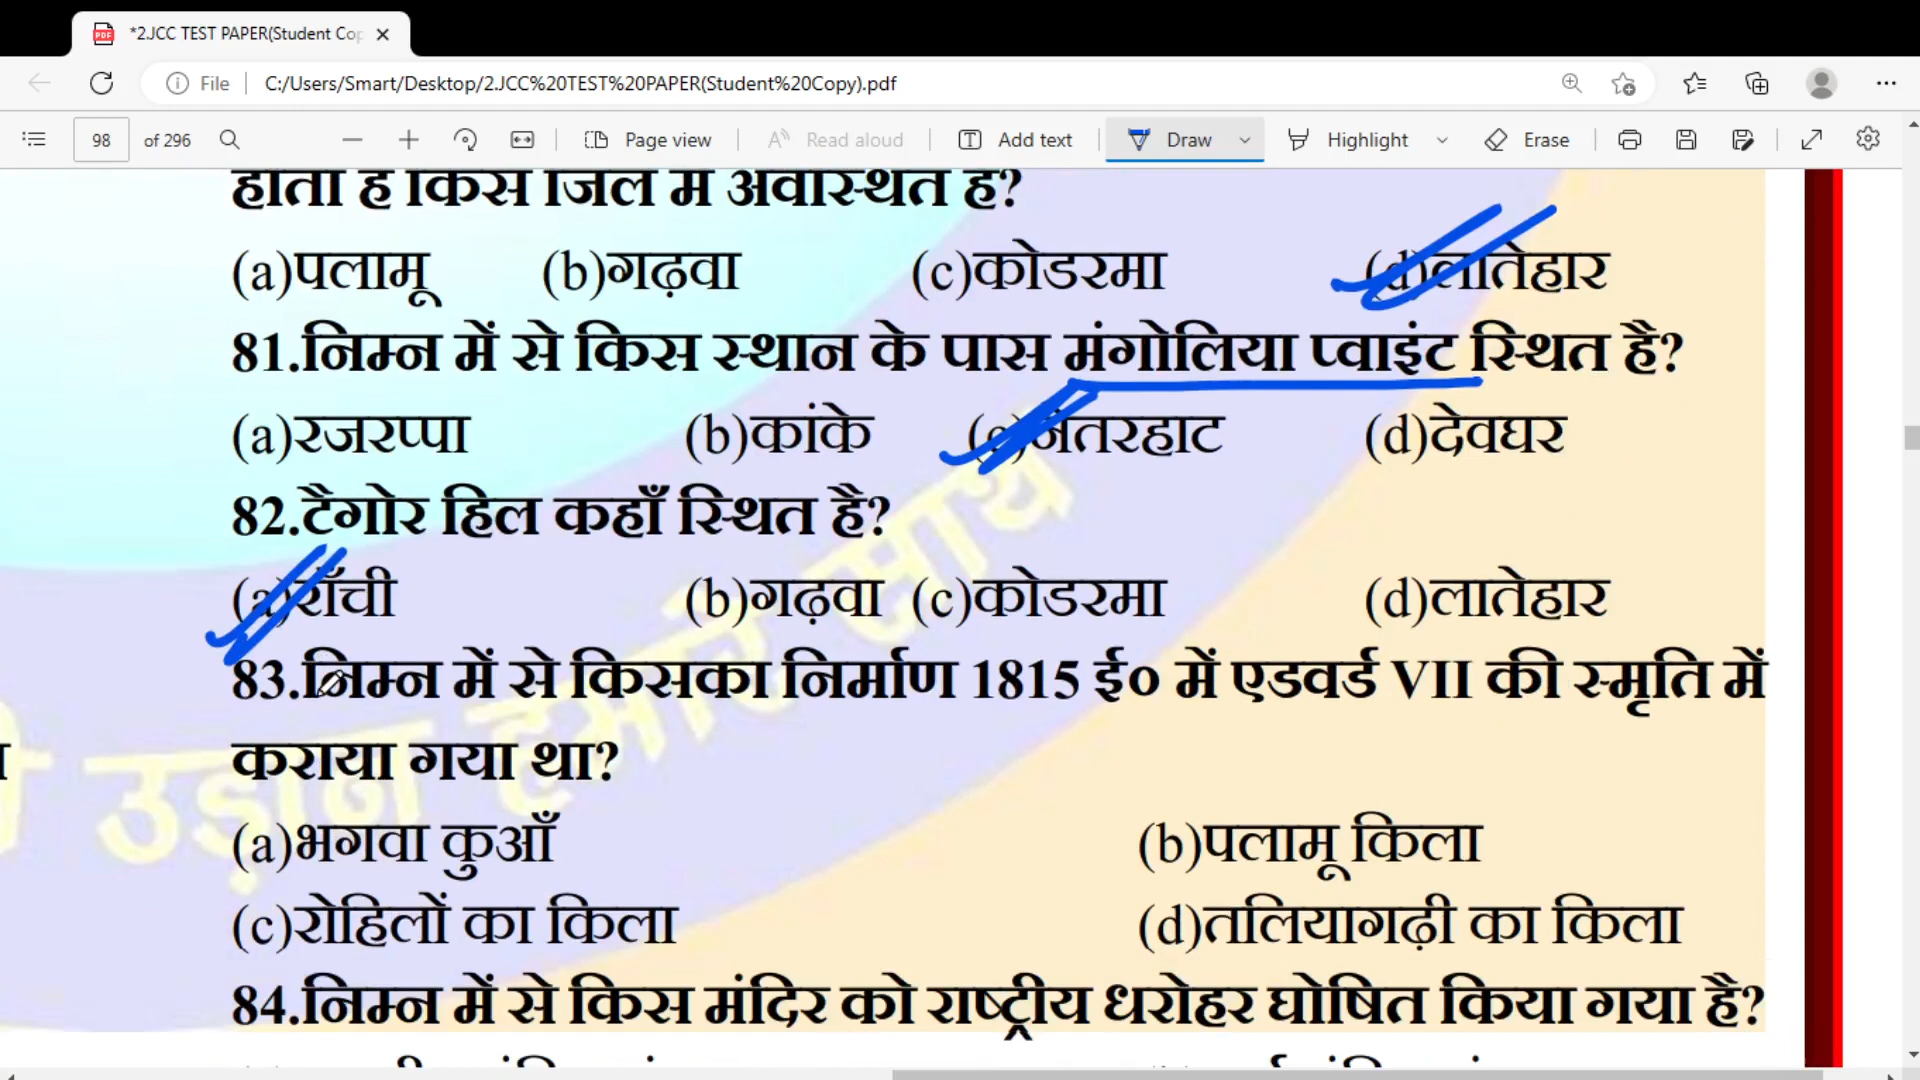 *2.JCC TEST PAPER(Student Cop
File C:/Users/Smart/Desktop/2.JCC%20TEST%20PAPER(Student%20Copy).pdf
98 of 296 Page view Read aloud Add text Draw Highlight Erase
होता है किस जिले में अवस्थित है?
(a)पलामू (b)गढ़वा (c)कोडरमा (d)लातेहार
81.निम्न में से किस स्थान के पास मंगोलिया प्वाइंट स्थित है?
(a)रजरप्पा (b)कांके (c)नेतरहाट (d)देवघर
82.टैगोर हिल कहाँ स्थित है?
(a)राँची (b)गढ़वा (c)कोडरमा (d)लातेहार
83.निम्न में से किसका निर्माण 1815 ई० में एडवर्ड VII की स्मृति में
कराया गया था?
(a)भगवा कुआँ (b)पलामू किला
(c)रोहिलों का किला (d)तलियागढ़ी का किला
84.निम्न में से किस मंदिर को राष्ट्रीय धरोहर घोषित किया गया है?
उड़ान हमारे साथ